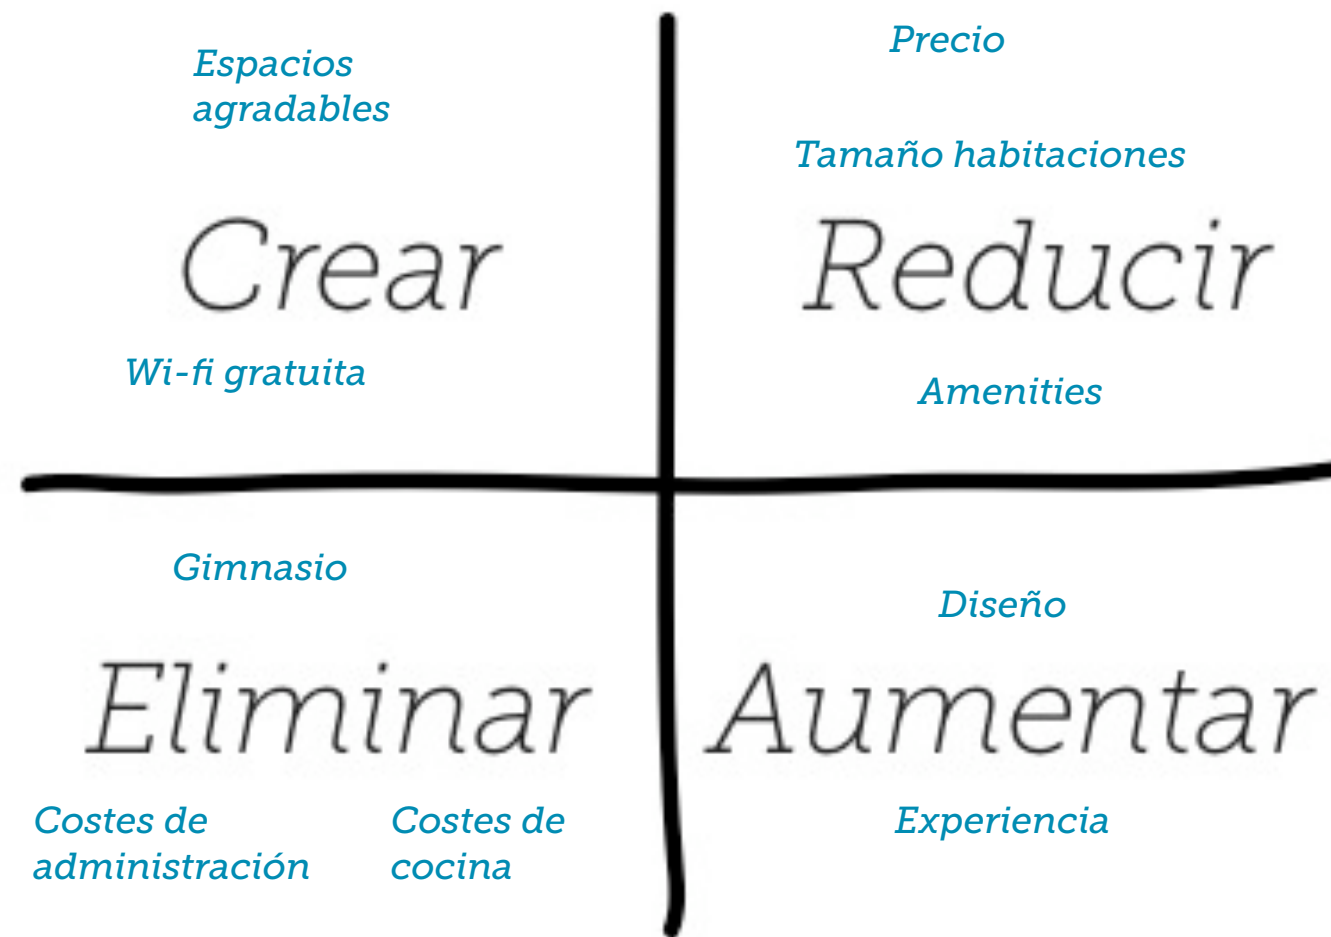 Espacios
agradables
Crear
Wi-fi gratuita
Precio
Tamaño habitaciones
Reducir
Amenities
Gimnasio
Eliminar
Costes de
administración
Costes de
cocina
Diseño
Aumentar
Experiencia